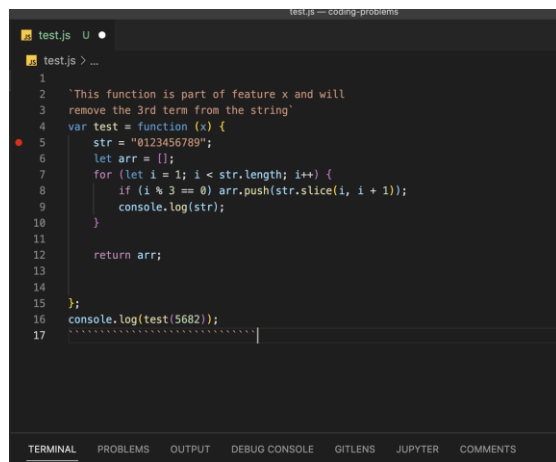 test.js — coding-problems
JS test.js U
JS test.js > ...
1
2 `This function is part of feature x and will
3 remove the 3rd term from the string`
4 var test = function (x) {
5 str = "0123456789";
6 let arr = [];
7 for (let i = 1; i < str.length; i++) {
8 if (i % 3 == 0) arr.push(str.slice(i, i + 1));
9 console.log(str);
10 }
11
12 return arr;
13
14
15 };
16 console.log(test(5682));
17 ``````````````````````````````
TERMINAL PROBLEMS OUTPUT DEBUG CONSOLE GITLENS JUPYTER COMMENTS